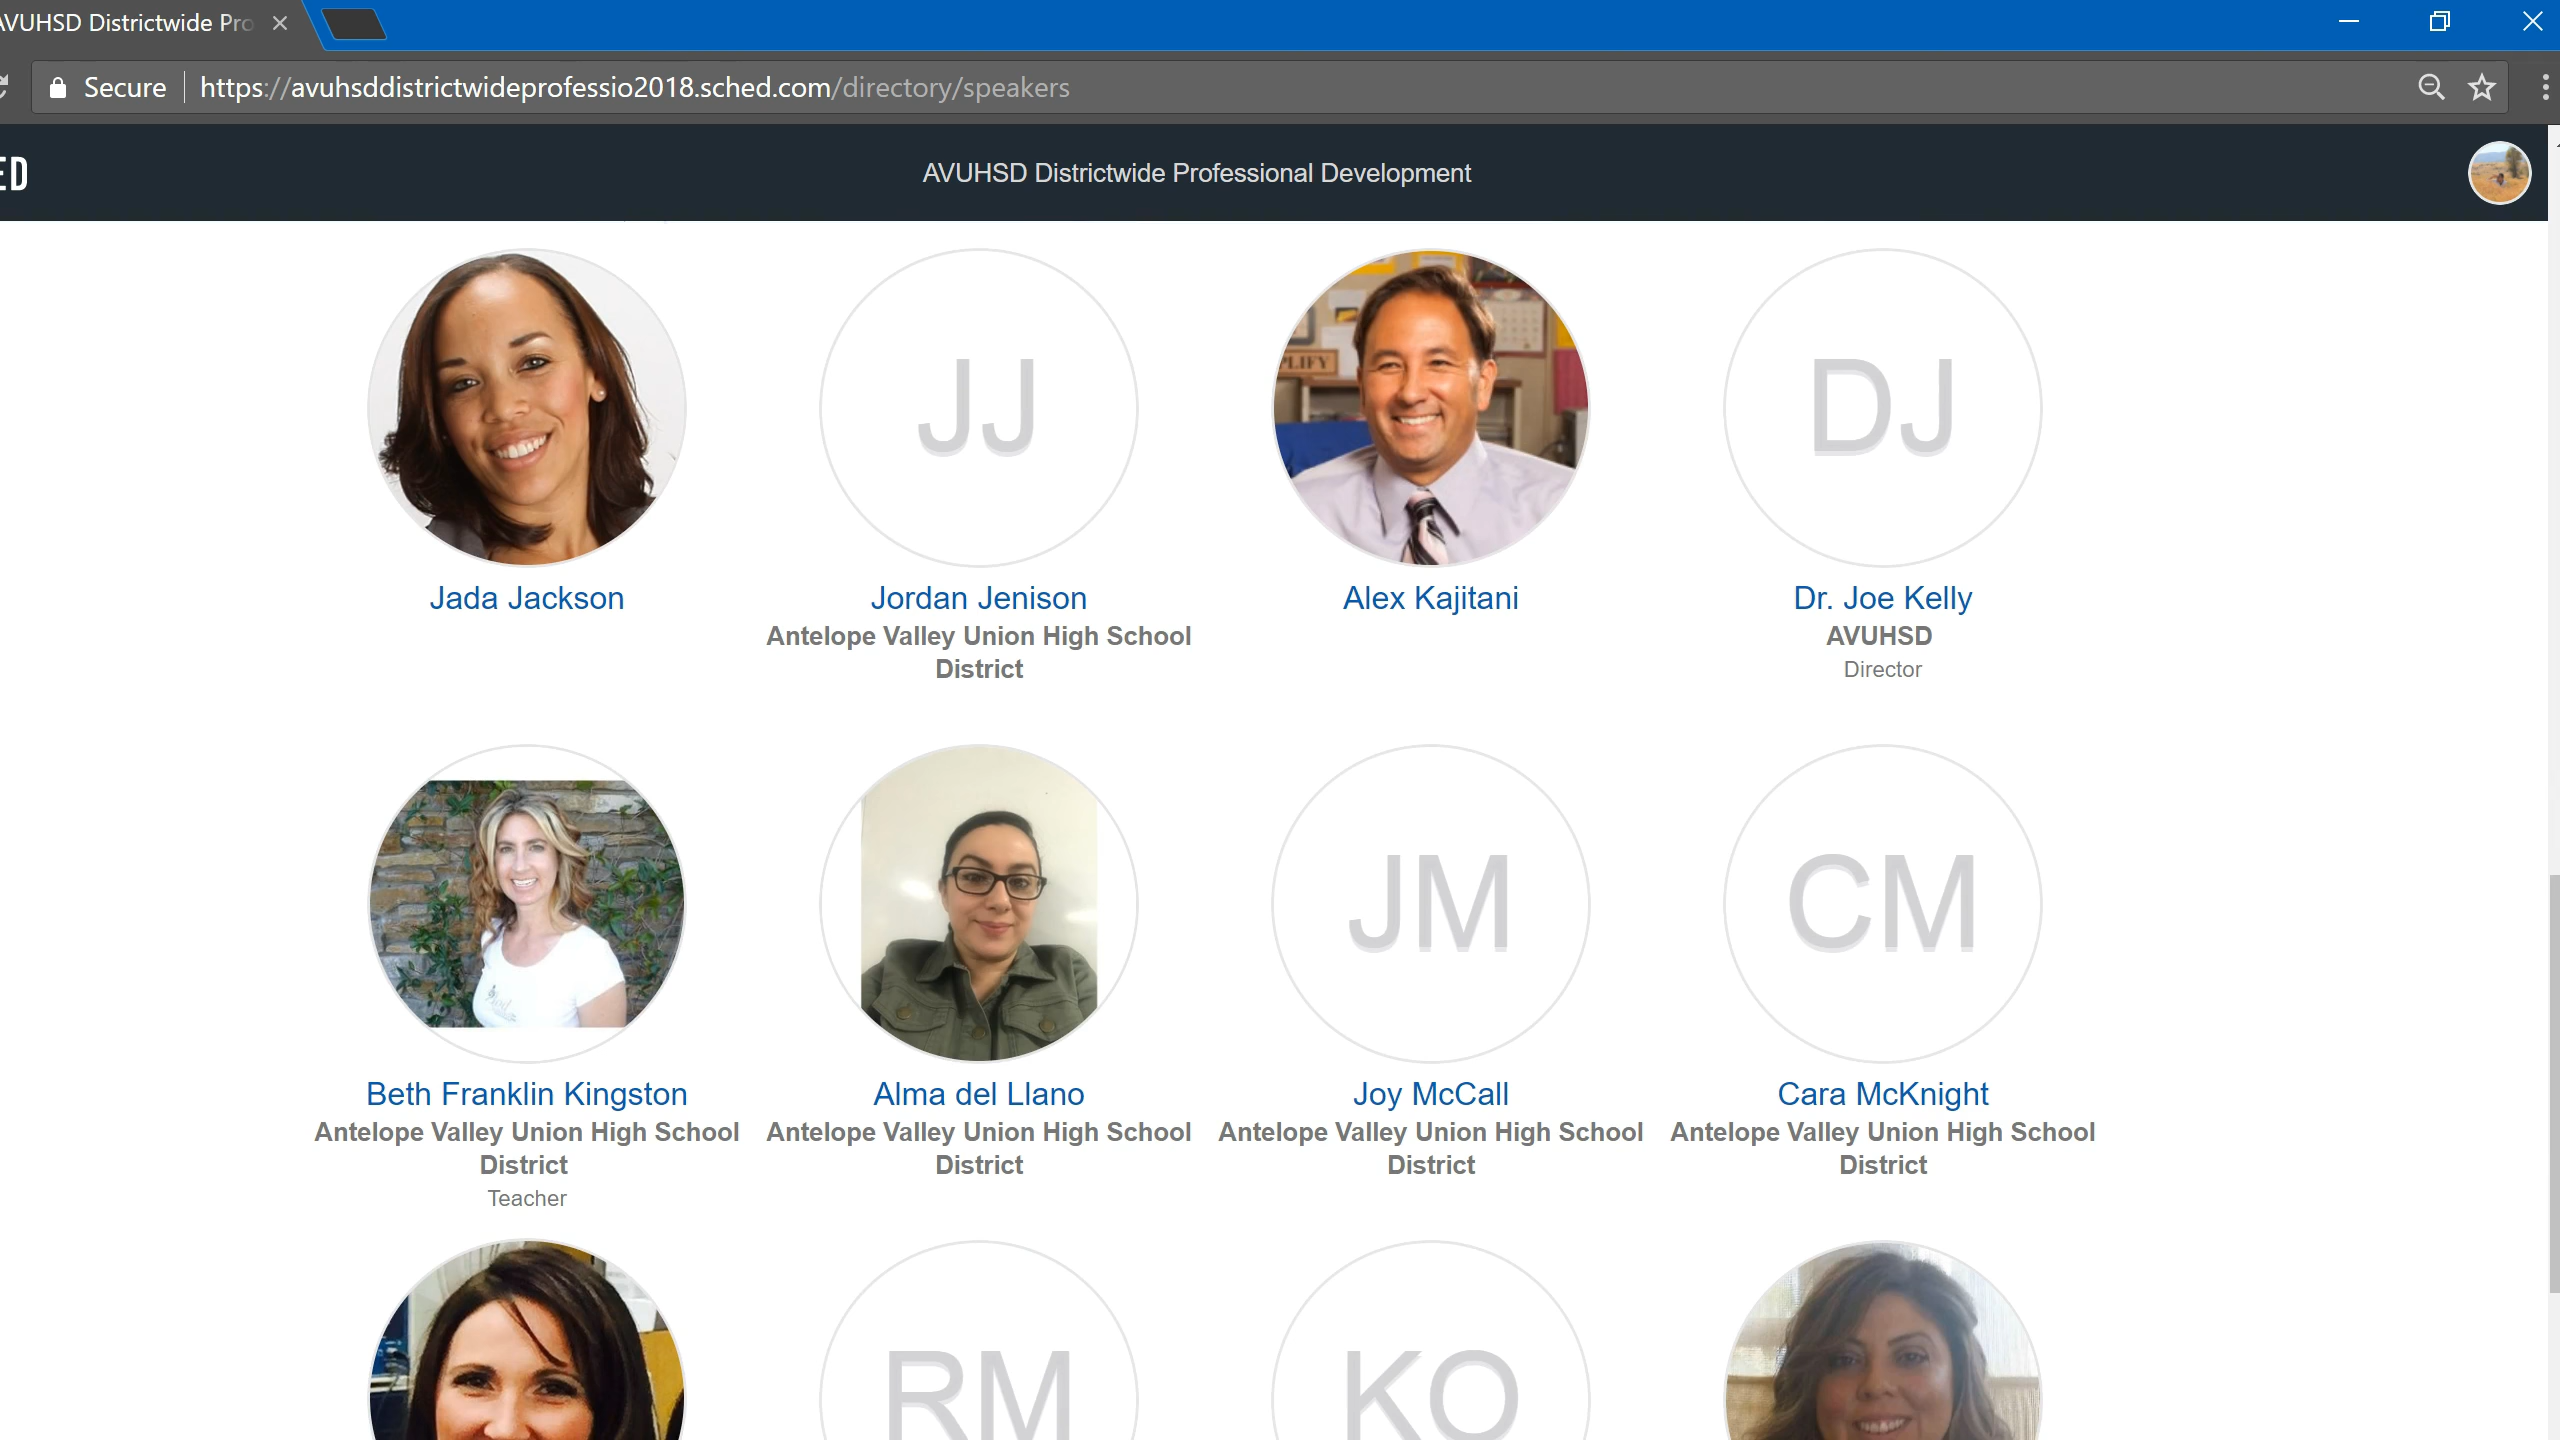 AVUHSD Districtwide Pro
Secure
https://avuhsddistrictwideprofessio2018.sched.com/directory/speakers
ED
AVUHSD Districtwide Professional Development
JJ
PLIFY
DJ
Jada Jackson
Jordan Jenison
Antelope Valley Union High School
District
Alex Kajitani
Dr. Joe Kelly
AVUHSD
Director
JM
CM
Beth Franklin Kingston
Antelope Valley Union High School
District
Teacher
Alma del Llano
Antelope Valley Union High School
District
Joy McCall
Antelope Valley Union High School
District
Cara McKnight
Antelope Valley Union High School
District
RM
KO